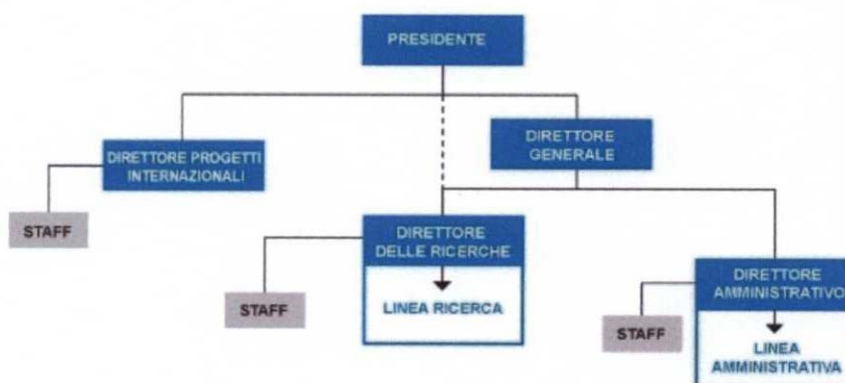 PRESIDENTE
DIRETTORE PROGETTI
INTERNAZIONALI
DIRETTORE
GENERALE
STAFF
DIRETTORE
DELLE RICERCHE
LINEA RICERCA
STAFF
DIRETTORE
AMMINISTRATIVO
LINEA
AMMINISTRATIVA
STAFF